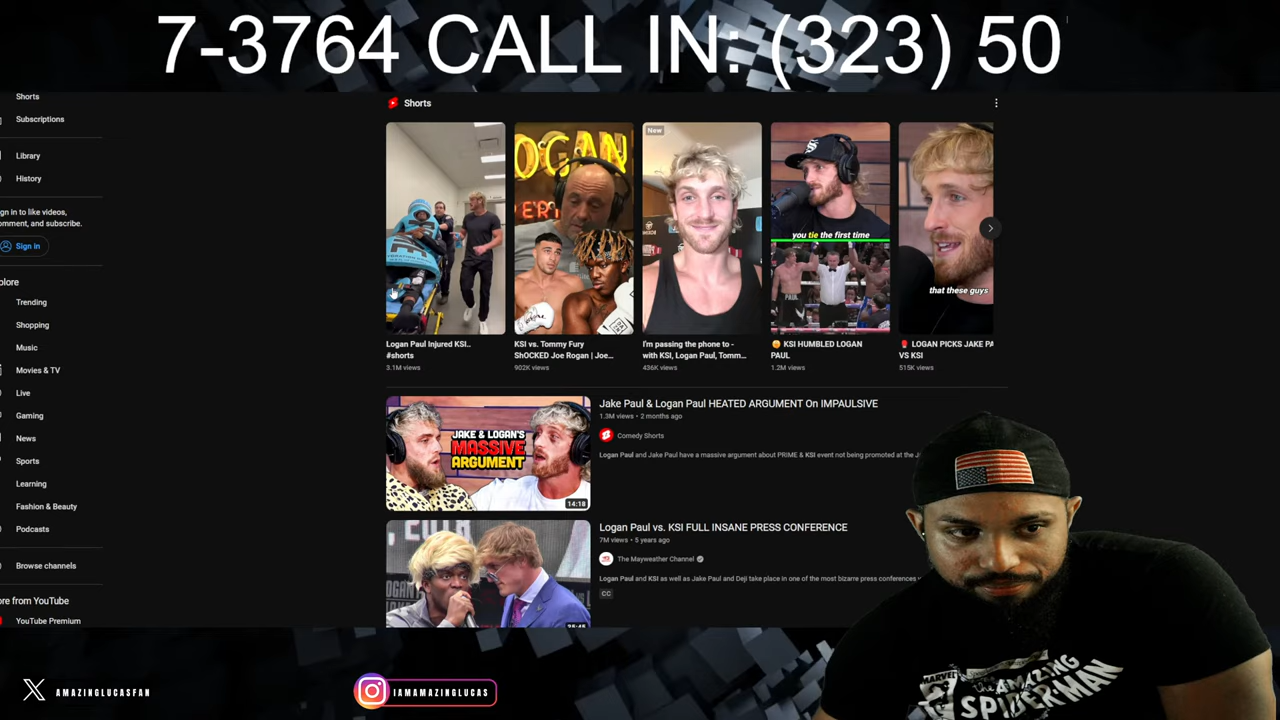 7-3764 CALL IN: (323) 50
Shorts
Subscriptions
Library
History
gn in to like videos,
omment, and subscribe.
Sign in
plore
Trending
Shopping
Music
Movies & TV
Live
Gaming
News
Sports
Learning
Fashion & Beauty
Podcasts
Browse channels
ore from YouTube
YouTube Premium
Shorts
New
OGAN
you tie the first time
that these guys
Logan Paul Injured KSI..
#shorts
3.1M views
KSI vs. Tommy Fury
ShOCKED Joe Rogan | Joe...
902K views
I'm passing the phone to -
with KSI, Logan Paul, Tomm...
436K views
😡 KSI HUMBLED LOGAN
PAUL
1.2M views
🥊 LOGAN PICKS JAKE PA
VS KSI
515K views
JAKE & LOGAN'S
MASSIVE
ARGUMENT
14:18
Jake Paul & Logan Paul HEATED ARGUMENT On IMPAULSIVE
1.3M views • 2 months ago
Comedy Shorts
Logan Paul and Jake Paul have a massive argument about PRIME & KSI event not being promoted at the J
Logan Paul vs. KSI FULL INSANE PRESS CONFERENCE
7M views • 5 years ago
The Mayweather Channel
Logan Paul and KSI as well as Jake Paul and Deji take place in one of the most bizarre press conferences
CC
MARVEL
the AMAZING
SPIDER-MAN
AMAZINGLUCASFAN
IAMAMAZINGLUCAS